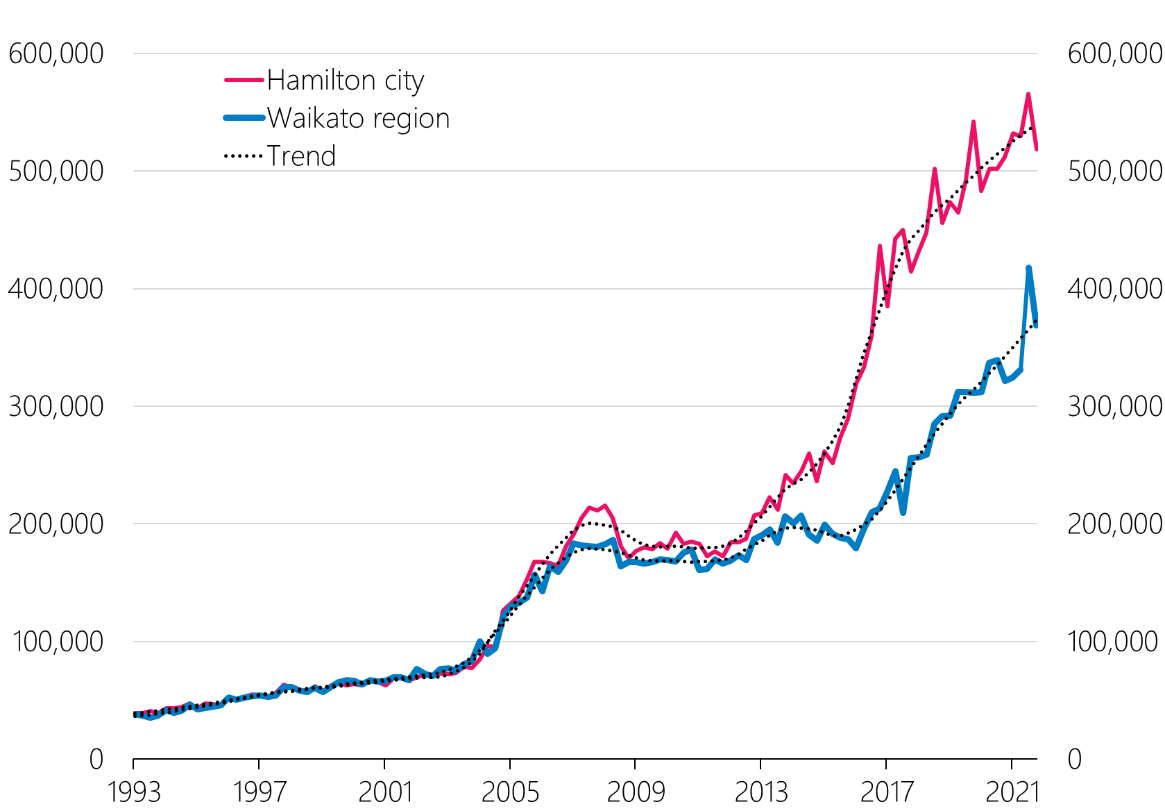 600,000 600,000
Hamilton city
Waikato region
Trend
500,000 500,000
400,000 400,000
300,000 300,000
200,000 200,000
100,000 100,000
0 0
1993 1997 2001 2005 2009 2013 2017 2021